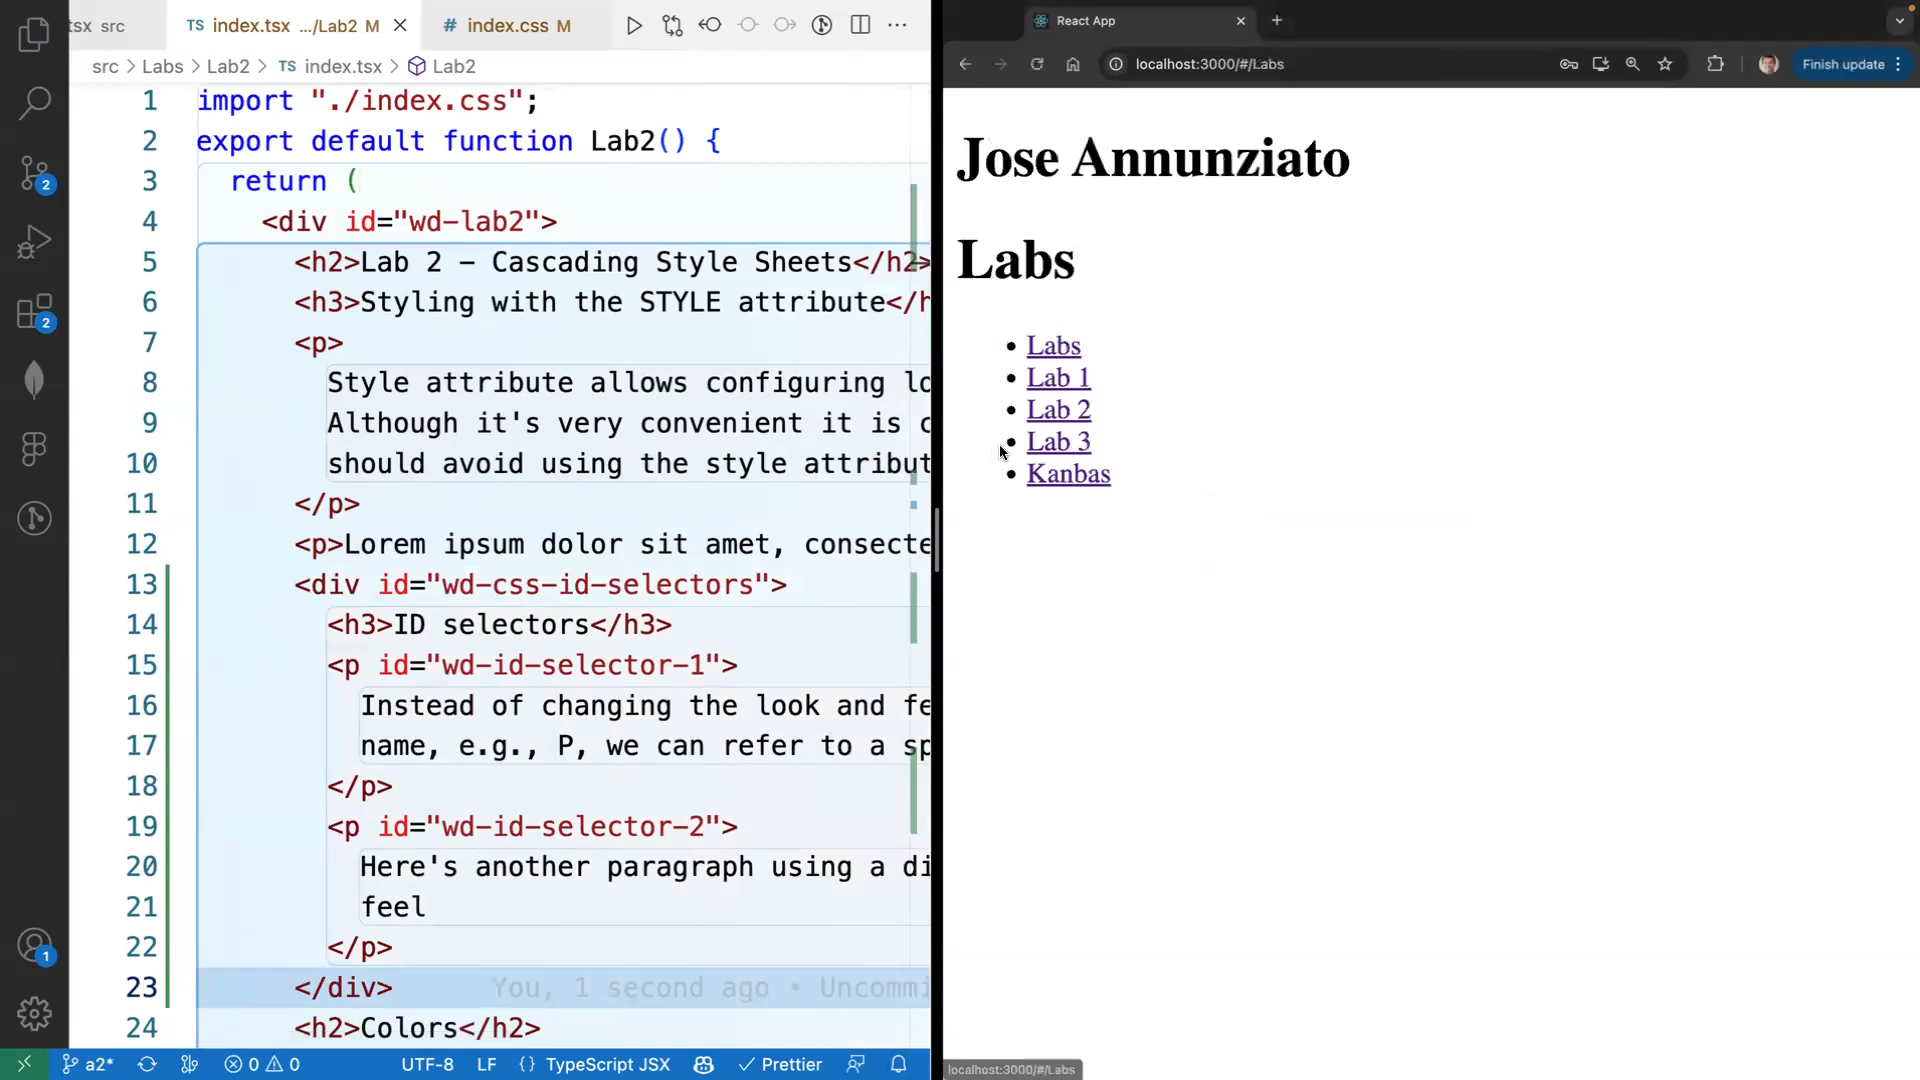 tsx src
TS index.tsx .../Lab2 M
# index.css M
src > Labs > Lab2 > TS index.tsx > Lab2
1 import "./index.css";
2 export default function Lab2() {
3 return (
4 <div id="wd-lab2">
5 <h2>Lab 2 - Cascading Style Sheets</h2>
6 <h3>Styling with the STYLE attribute</h
7 <p>
8 Style attribute allows configuring lo
9 Although it's very convenient it is c
10 should avoid using the style attribut
11 </p>
12 <p>Lorem ipsum dolor sit amet, consecte
13 <div id="wd-css-id-selectors">
14 <h3>ID selectors</h3>
15 <p id="wd-id-selector-1">
16 Instead of changing the look and fe
17 name, e.g., P, we can refer to a sp
18 </p>
19 <p id="wd-id-selector-2">
20 Here's another paragraph using a di
21 feel
22 </p>
23 </div> You, 1 second ago • Uncommi
24 <h2>Colors</h2>
2
2
1
a2* 0 0 UTF-8 LF {} TypeScript JSX Prettier
React App
localhost:3000/#/Labs
Finish update
Jose Annunziato
Labs
• Labs
• Lab 1
• Lab 2
• Lab 3
• Kanbas
localhost:3000/#/Labs